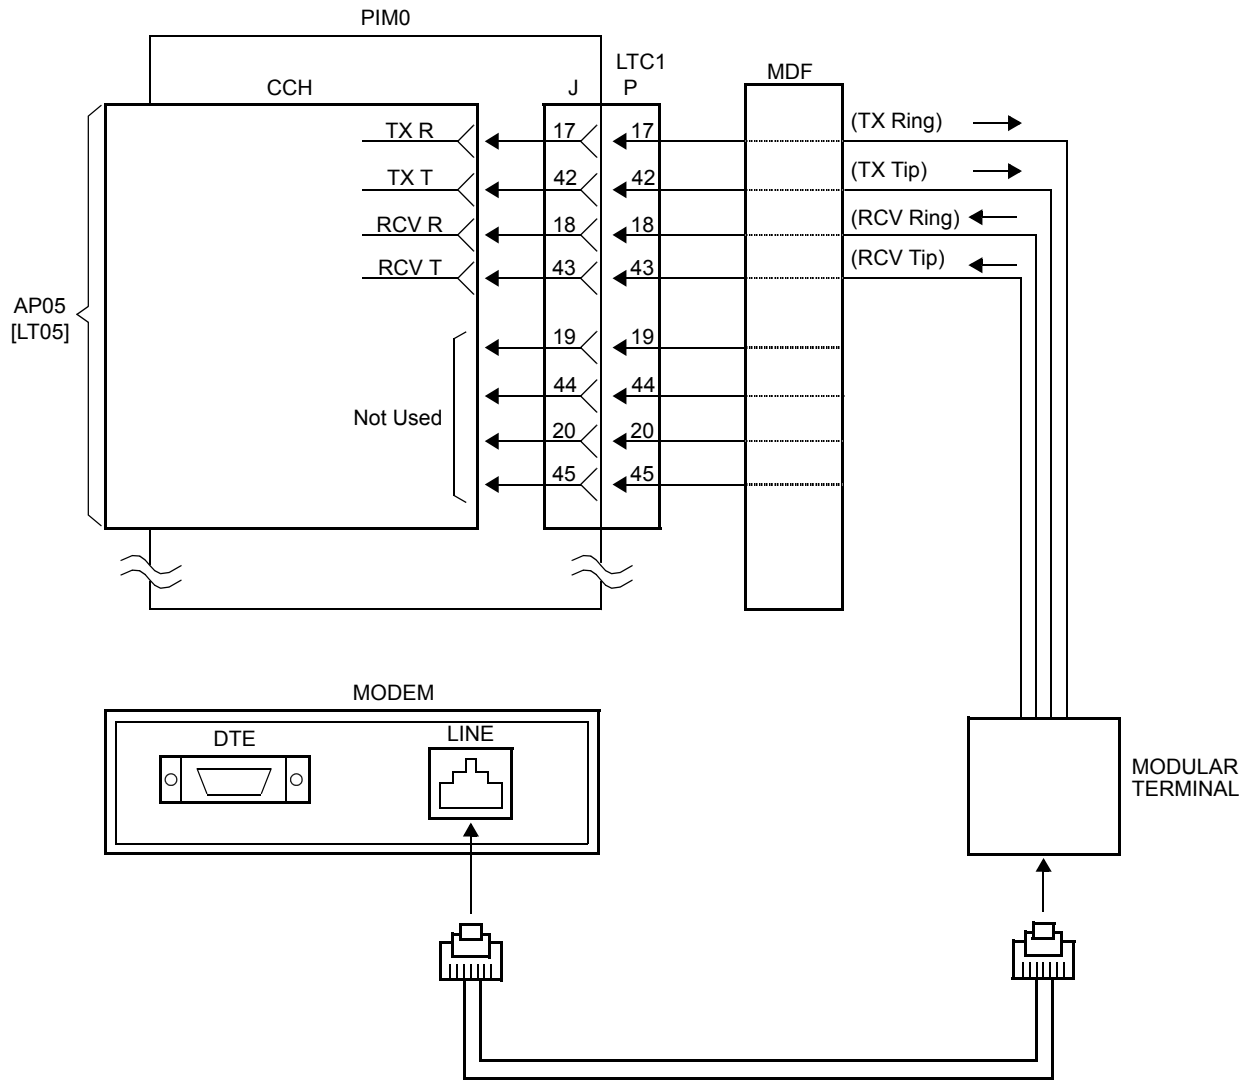 PIM0
LTC1
CCH
J
P
MDF
TX R
17
17
(TX Ring)
TX T
42
42
(TX Tip)
RCV R
18
18
(RCV Ring)
RCV T
43
43
(RCV Tip)
AP05
[LT05]
19
19
44
44
Not Used
20
20
45
45
MODEM
DTE
LINE
MODULAR
TERMINAL